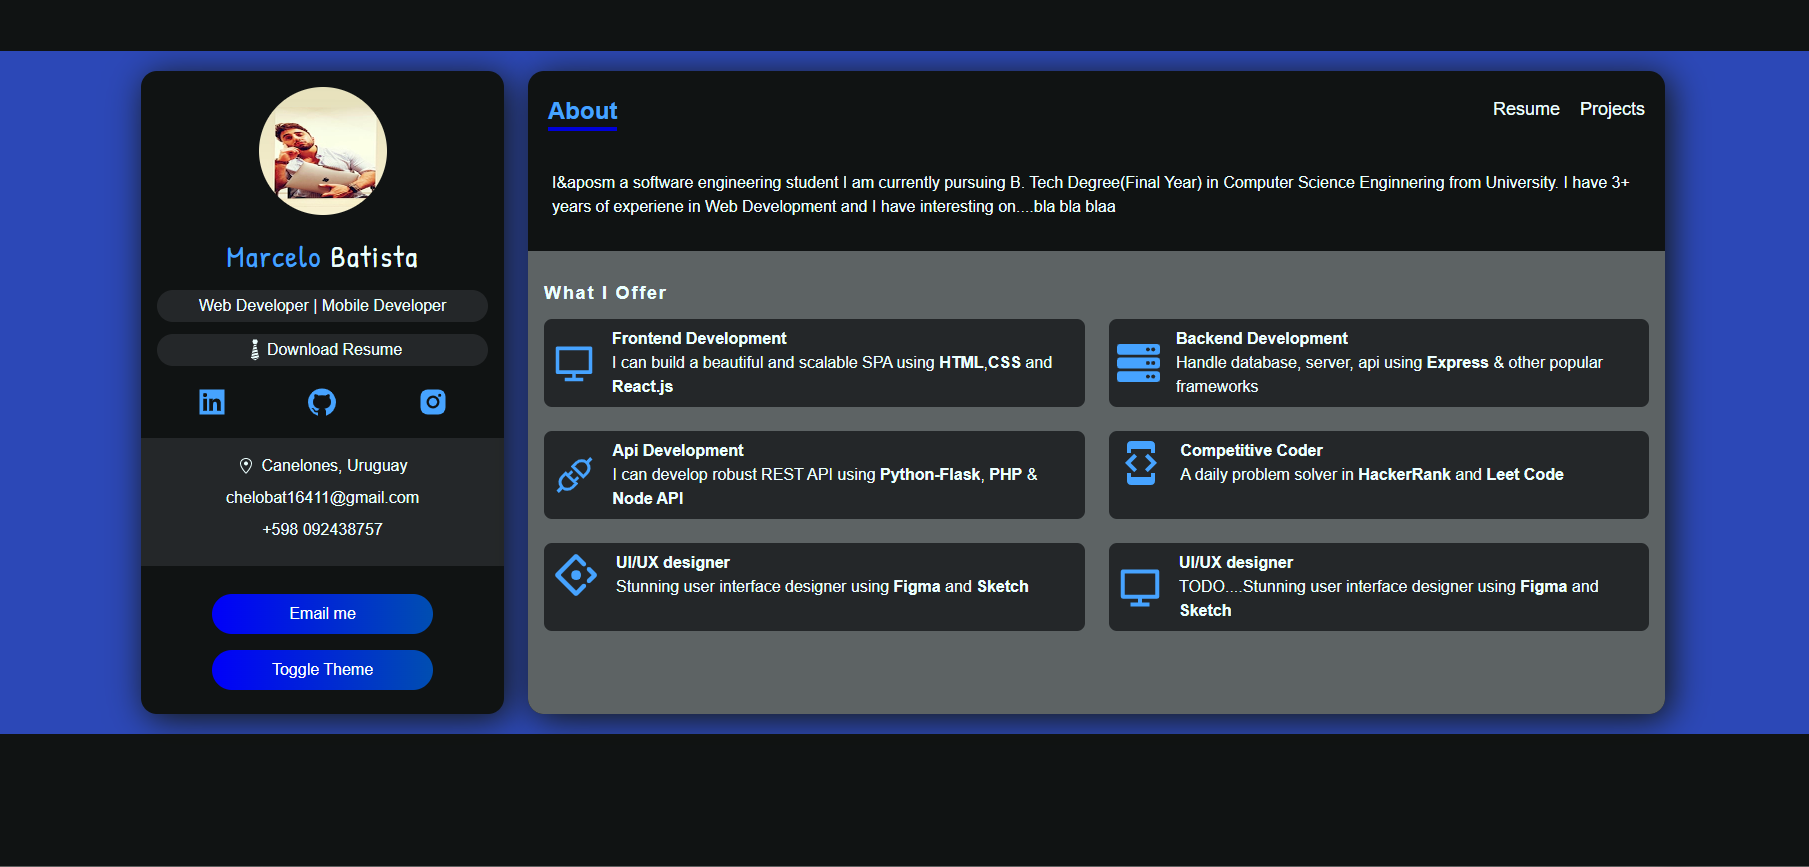 Marcelo Batista
Web Developer | Mobile Developer
Download Resume
Canelones, Uruguay
chelobat16411@gmail.com
+598 092438757
Email me
Toggle Theme
About
Resume
Projects
I&aposm a software engineering student I am currently pursuing B. Tech Degree(Final Year) in Computer Science Enginnering from University. I have 3+
years of experiene in Web Development and I have interesting on....bla bla blaa
What I Offer
Frontend Development
I can build a beautiful and scalable SPA using HTML,CSS and
React.js
Backend Development
Handle database, server, api using Express & other popular
frameworks
Api Development
I can develop robust REST API using Python-Flask, PHP &
Node API
Competitive Coder
A daily problem solver in HackerRank and Leet Code
UI/UX designer
Stunning user interface designer using Figma and Sketch
UI/UX designer
TODO....Stunning user interface designer using Figma and
Sketch